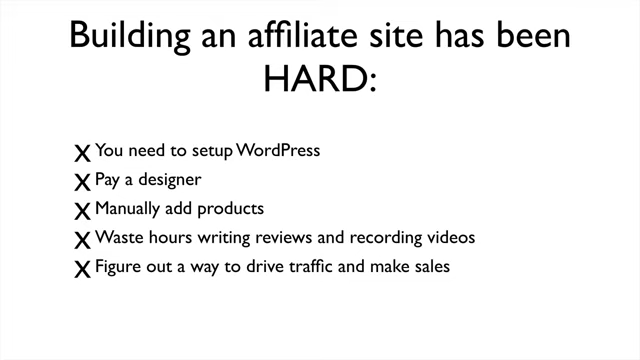 Building an affiliate site has been
HARD:
X You need to setup WordPress
X Pay a designer
X Manually add products
X Waste hours writing reviews and recording videos
X Figure out a way to drive traffic and make sales